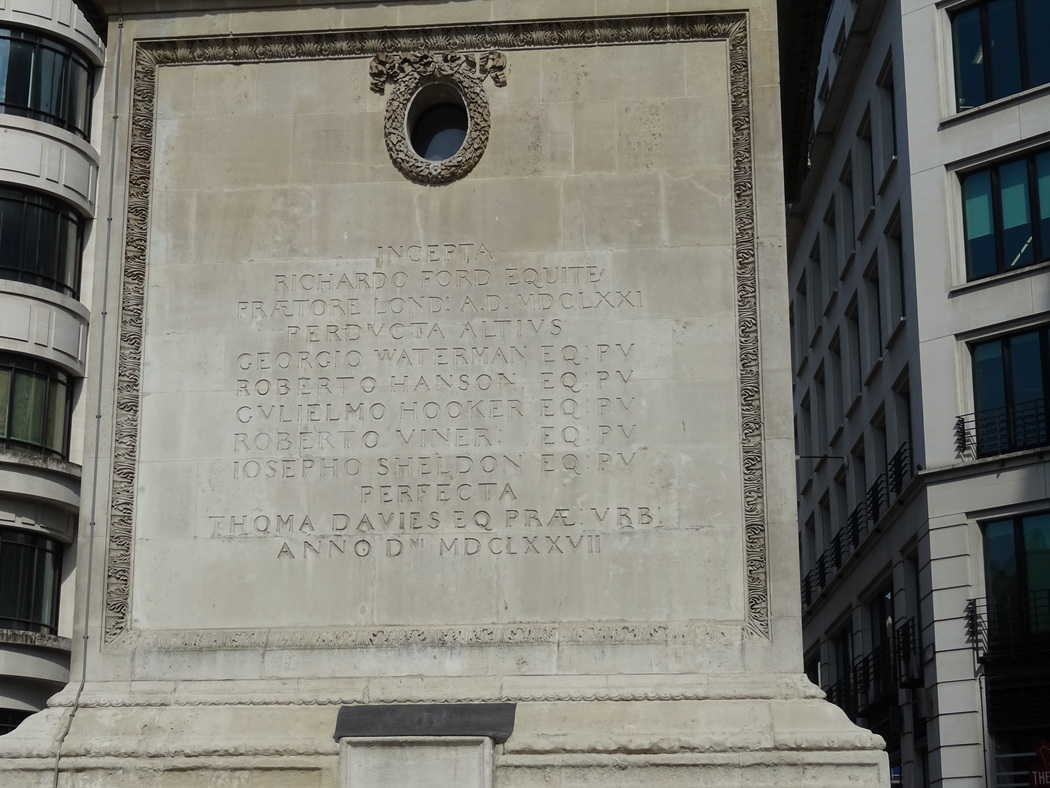 INCEPTA
RICHARDO FORD EQUITE
PRÆTORE LOND: A.D. MDCLXXI
PERDVCTA ALTIVS
GEORGIO WATERMAN EQ: PV
ROBERTO HANSON EQ: PV
GVLIELMO HOOKER EQ: PV
ROBERTO VINER: EQ: PV
IOSEPHO SHELDON EQ: PV
PERFECTA
THOMA DAVIES EQ PRÆ: VRB:
ANNO DNI MDCLXXVII
THE